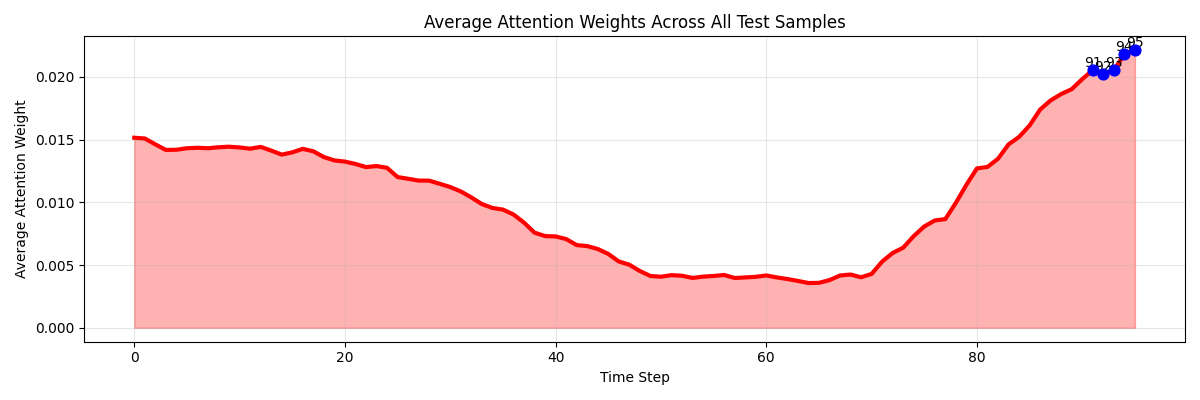 Average Attention Weights Across All Test Samples
95
94
91
93
92
0.020
0.015
0.010
0.005
0.000
Average Attention Weight
0 20 40 60 80
Time Step